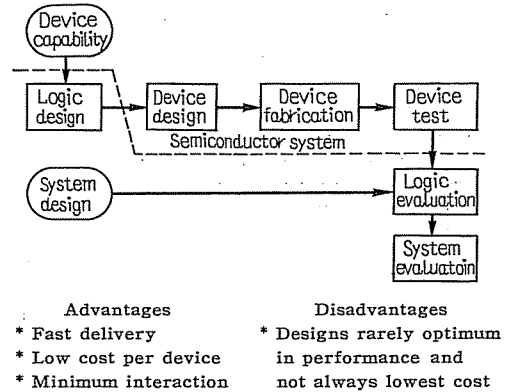 Device
capability
Logic
design
Device
design
Device
fabrication
Device
test
Semiconductor system
System
design
Logic
evaluation
System
evaluatoin
Advantages
* Fast delivery
* Low cost per device
* Minimum interaction
Disadvantages
* Designs rarely optimum
in performance and
not always lowest cost